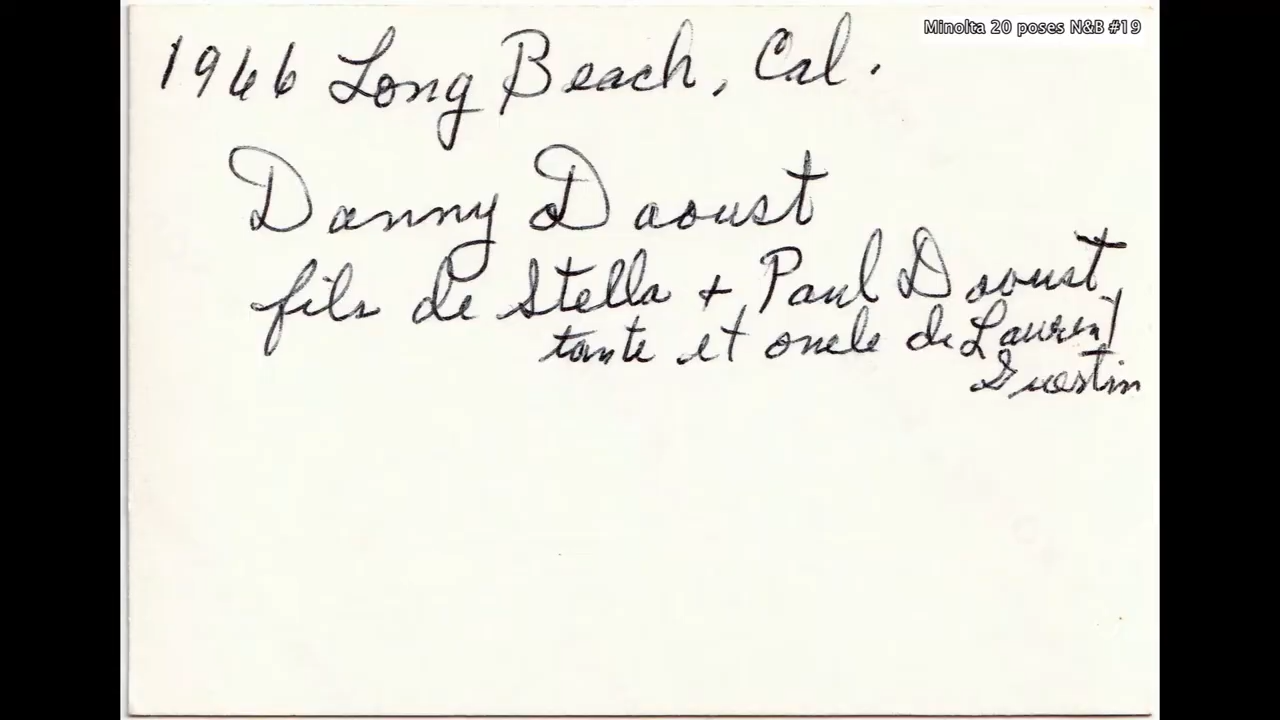 Minolta 20 poses N&B #19
1966 Long Beach, Cal.
Danny Daoust
fils de Stella + Paul Daoust
tante et oncle de Laurent